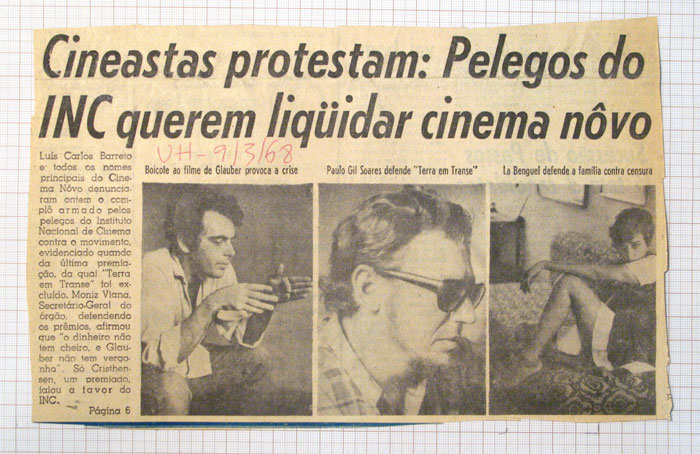 Cineastas protestam: Pelegos do
INC querem liqüidar cinema nôvo
UH-9/3/68
Boicote ao filme de Glauber provoca a crise
Paulo Gil Soares defende "Terra em Transe"
La Benguel defende a família contra censura
Luís Carlos Barreto
e todos os nomes
principais do Cine-
ma Nôvo denuncia-
ram ontem o com-
plô armado pelos
pelegos do Instituto
Nacional de Cinema
contra o movimento,
evidenciado quando
da última premia-
ção, da qual "Terra
em Transe" foi ex-
cluído. Moniz Viana,
Secretário-Geral do
órgão, defendendo
os prêmios, afirmou
que "o dinheiro não
tem cheiro, e Glau-
ber não tem vergo-
nha". Só Cristhen-
sen, um premiado,
falou a favor do
INC.
Página 6